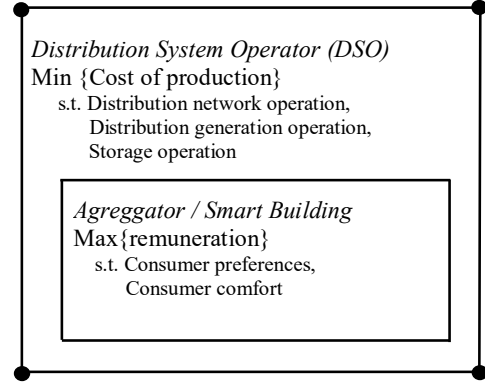 Distribution System Operator (DSO)
Min {Cost of production}
s.t. Distribution network operation,
Distribution generation operation,
Storage operation
Agreggator / Smart Building
Max{remuneration}
s.t. Consumer preferences,
Consumer comfort